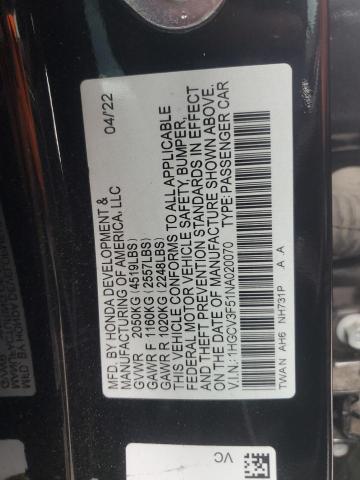 MFD. BY HONDA DEVELOPMENT & 04/22
MANUFACTURING OF AMERICA, LLC
GVWR 2050KG (4519LBS)
GAWR F 1160KG (2557LBS)
GAWR R 1020KG (2248LBS)
THIS VEHICLE CONFORMS TO ALL APPLICABLE
FEDERAL MOTOR VEHICLE SAFETY, BUMPER,
AND THEFT PREVENTION STANDARDS IN EFFECT
ON THE DATE OF MANUFACTURE SHOWN ABOVE.
V.I.N.: 1HGCV3F51NA020070 TYPE: PASSENGER CAR
TWAN AH6 NH731P .A .A
VC